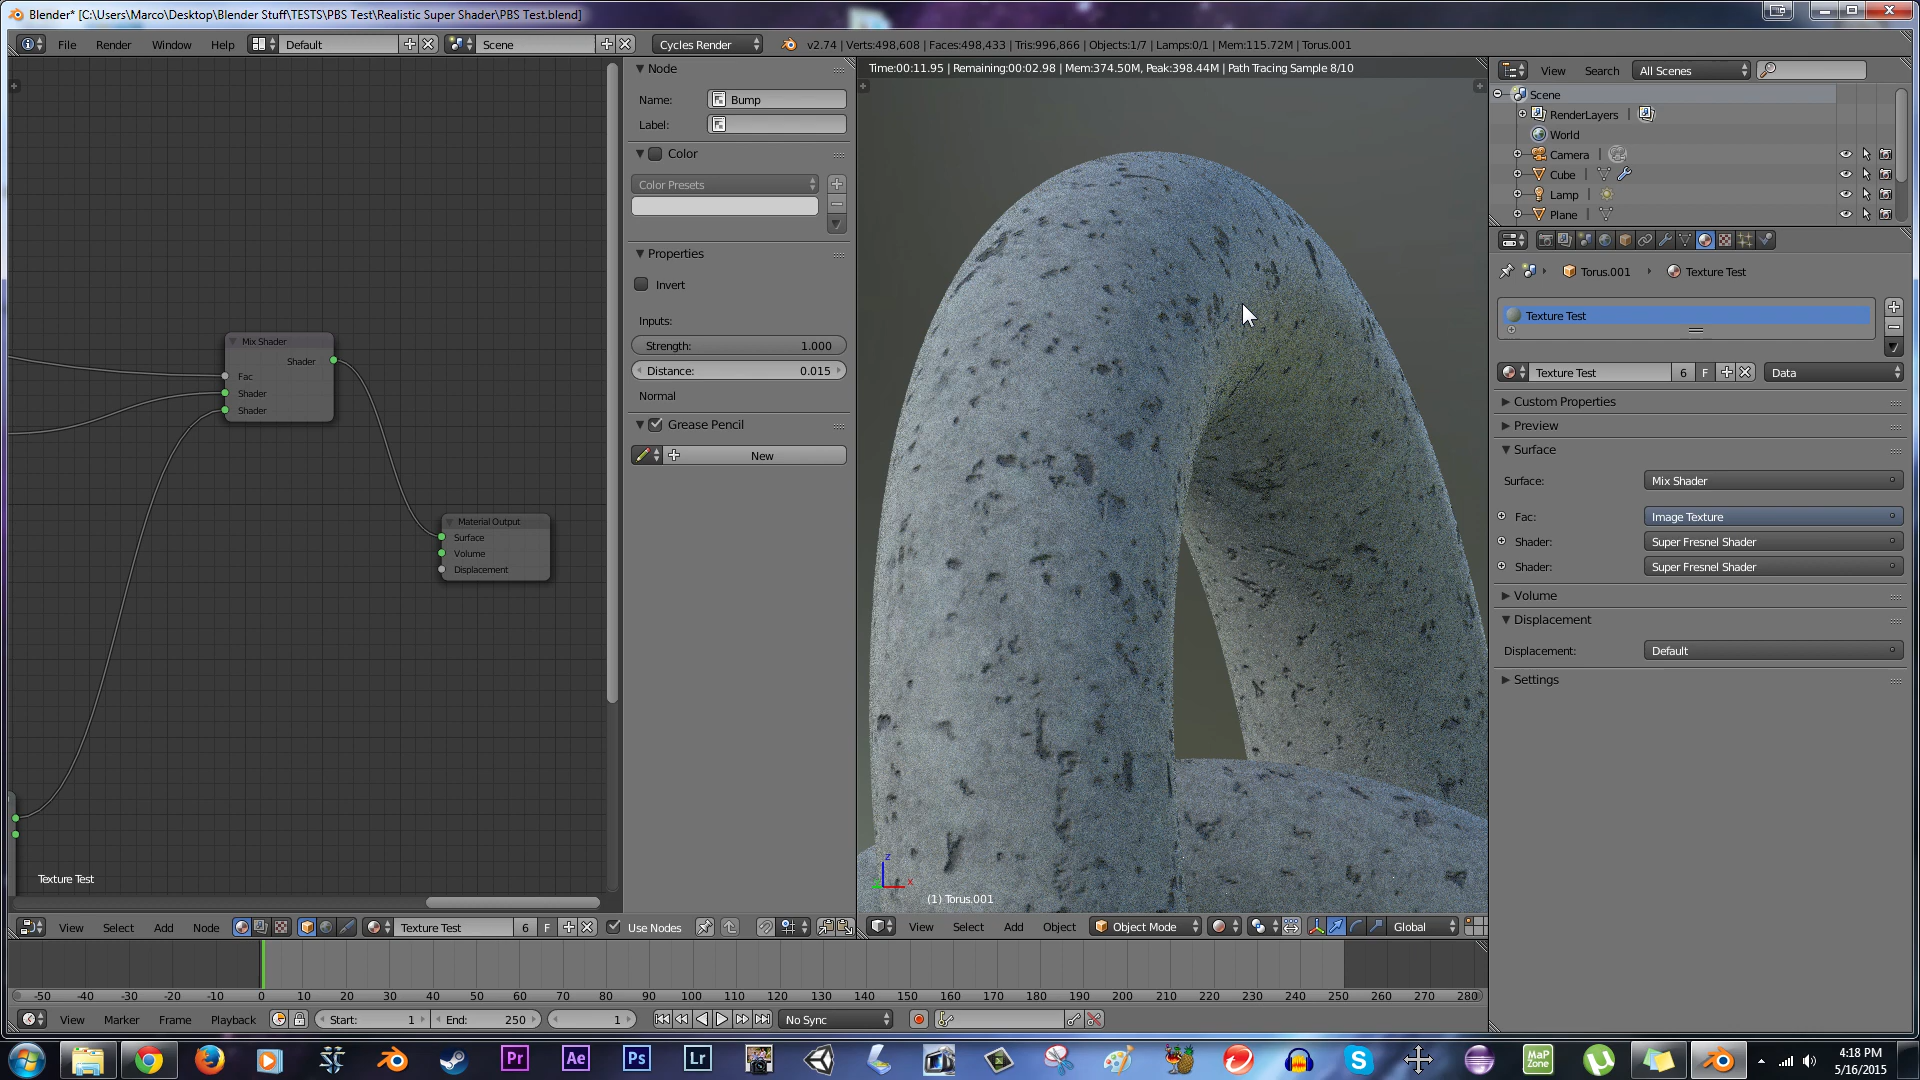 Blender* [C:\Users\Marco\Desktop\Blender Stuff\TESTS\PBS Test\Realistic Super Shader\PBS Test.blend]
File Render Window Help Default Scene Cycles Render v2.74 | Verts:498,608 | Faces:498,433 | Tris:996,866 | Objects:1/7 | Lamps:0/1 | Mem:115.72M | Torus.001
Mix Shader
Shader
Fac
Shader
Shader
Material Output
Surface
Volume
Displacement
Texture Test
Node
Name: Bump
Label:
Color
Color Presets
Properties
Invert
Inputs:
Strength: 1.000
Distance: 0.015
Normal
Grease Pencil
New
Time:00:11.95 | Remaining:00:02.98 | Mem:374.50M, Peak:398.44M | Path Tracing Sample 8/10
z
x
(1) Torus.001
View Search All Scenes
Scene
RenderLayers |
World
Camera |
Cube |
Lamp |
Plane |
Torus.001 Texture Test
Texture Test
Texture Test 6 F Data
Custom Properties
Preview
Surface
Surface: Mix Shader
Fac: Image Texture
Shader: Super Fresnel Shader
Shader: Super Fresnel Shader
Volume
Displacement
Displacement: Default
Settings
View Select Add Node Texture Test 6 F Use Nodes
View Select Add Object Object Mode Global
-50 -40 -30 -20 -10 0 10 20 30 40 50 60 70 80 90 100 110 120 130 140 150 160 170 180 190 200 210 220 230 240 250 260 270 280
View Marker Frame Playback Start: 1 End: 250 1 No Sync
Pr Ae Ps Lr S MaP Zone
4:18 PM
5/16/2015